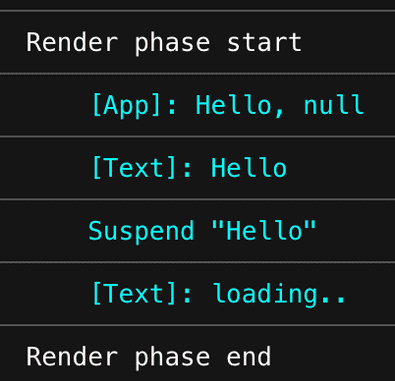 Render phase start
[App]: Hello, null
[Text]: Hello
Suspend "Hello"
[Text]: loading..
Render phase end